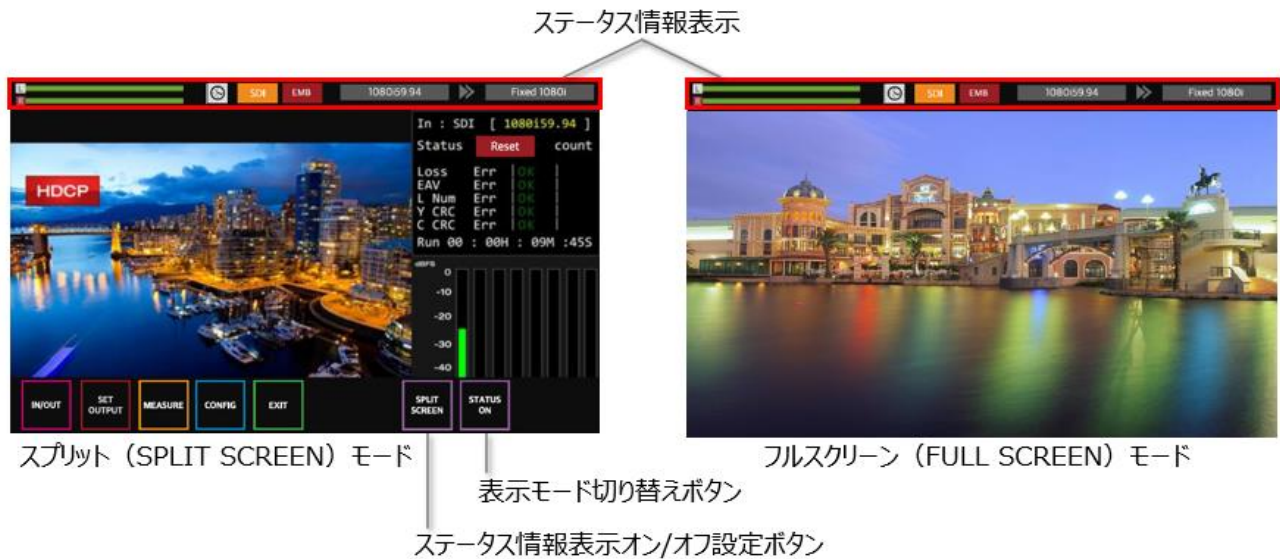 ステータス情報表示
L
R
SDI EMB 1080i59.94 Fixed 1080i
L
R
SDI EMB 1080i59.94 Fixed 1080i
In : SDI [ 1080i59.94 ]
Status Reset count
Loss Err OK
EAV Err OK
L Num Err OK
Y CRC Err OK
C CRC Err OK
Run 00 : 00H : 09M :45S
HDCP
dBFS
0
-10
-20
-30
-40
IN/OUT
SET
OUTPUT
MEASURE
CONFIG
EXIT
SPLIT
SCREEN
STATUS
ON
スプリット（SPLIT SCREEN）モード
フルスクリーン（FULL SCREEN）モード
表示モード切り替えボタン
ステータス情報表示オン/オフ設定ボタン